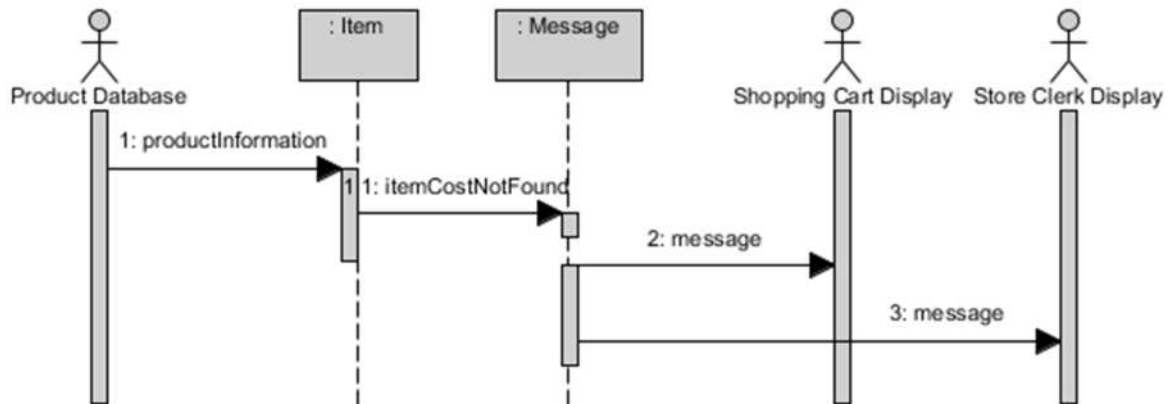 : Item
: Message
Product Database
Shopping Cart Display
Store Clerk Display
1: productInformation
1 1: itemCostNotFound
2: message
3: message